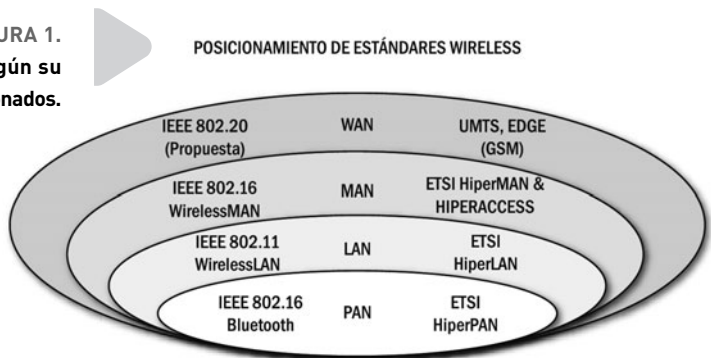 URA 1.
gún su
nados.
POSICIONAMIENTO DE ESTÁNDARES WIRELESS
IEEE 802.20
(Propuesta)
WAN
UMTS, EDGE
(GSM)
IEEE 802.16
WirelessMAN
MAN
ETSI HiperMAN &
HIPERACCESS
IEEE 802.11
WirelessLAN
LAN
ETSI
HiperLAN
IEEE 802.16
Bluetooth
PAN
ETSI
HiperPAN